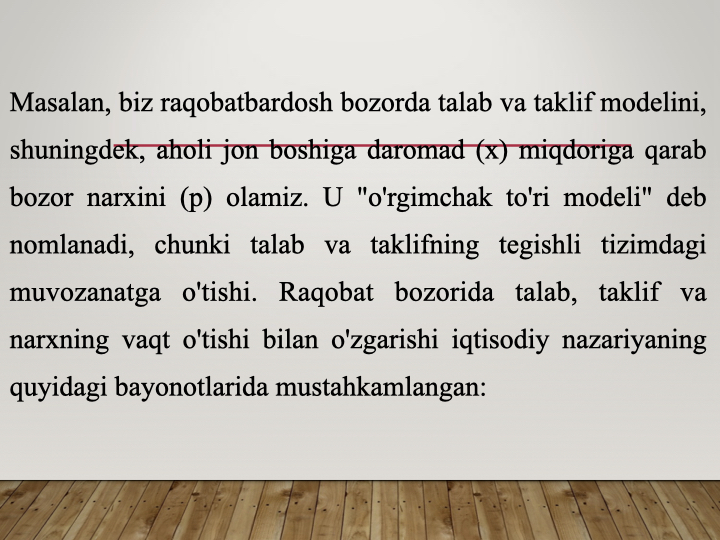 Masalan, biz raqobatbardosh bozorda talab va taklif modelini,
shuningdek, aholi jon boshiga daromad (x) miqdoriga qarab
bozor narxini (p) olamiz. U "o'rgimchak to'ri modeli" deb
nomlanadi, chunki talab va taklifning tegishli tizimdagi
muvozanatga o'tishi. Raqobat bozorida talab, taklif va
narxning vaqt o'tishi bilan o'zgarishi iqtisodiy nazariyaning
quyidagi bayonotlarida mustahkamlangan: